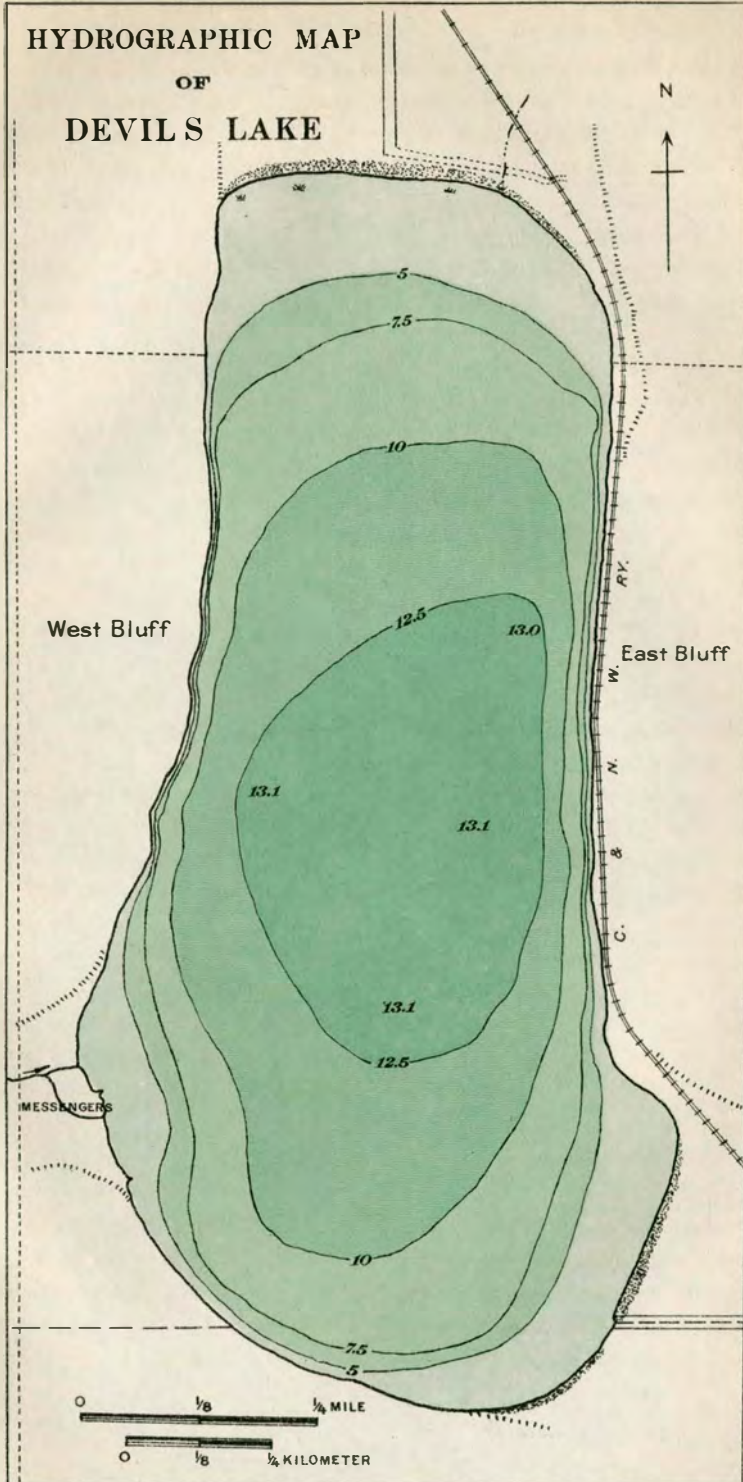 HYDROGRAPHIC MAP
OF
DEVILS LAKE
N
5
7.5
10
12.5
13.0
West Bluff
East Bluff
C. & N. W. RY.
13.1
13.1
13.1
12.5
MESSENGERS
10
7.5
5
0 1/8 1/4 MILE
0 1/8 1/4 KILOMETER